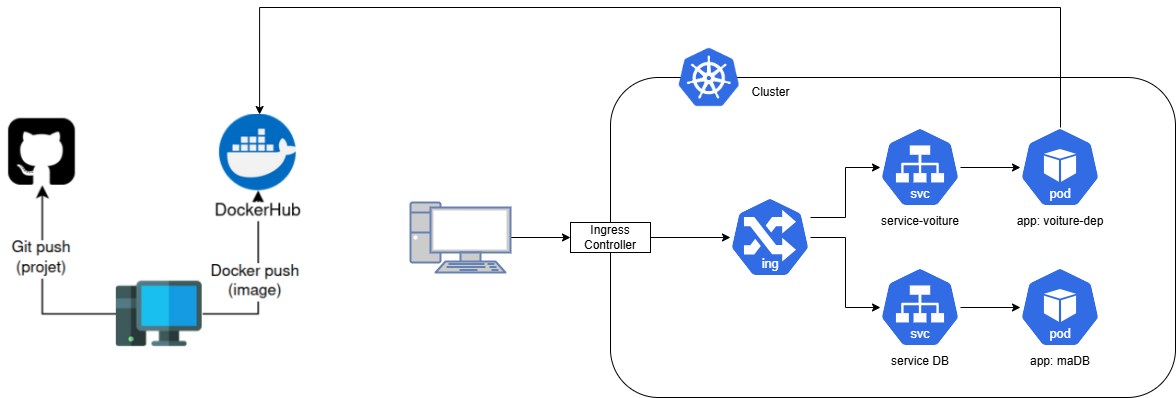 Cluster
DockerHub
Git push
(projet)
Docker push
(image)
Ingress
Controller
ing
svc
service-voiture
pod
app: voiture-dep
svc
service DB
pod
app: maDB